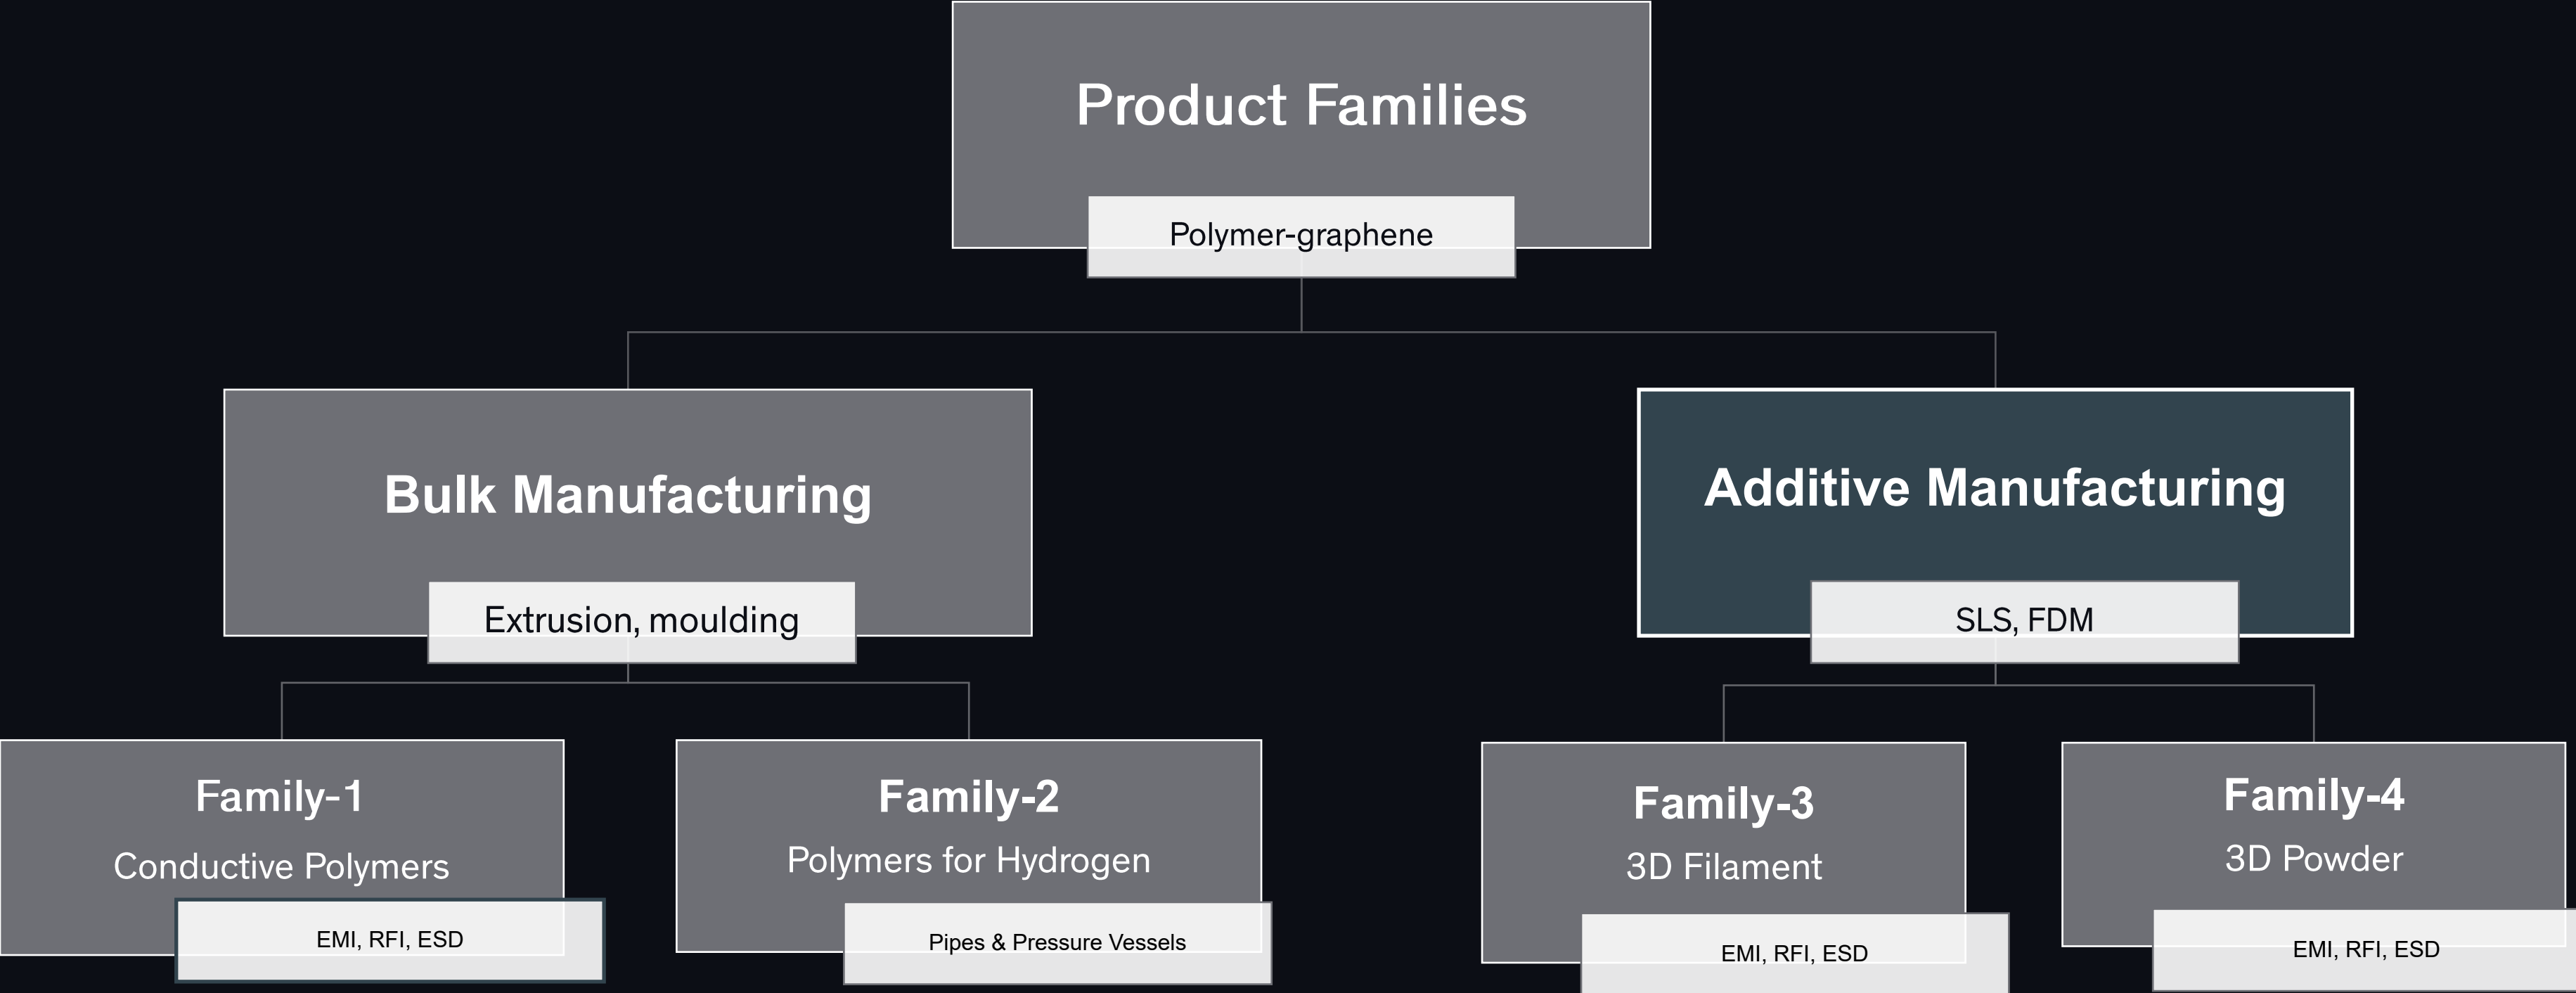 Product Families
Polymer-graphene
Bulk Manufacturing
Extrusion, moulding
Additive Manufacturing
SLS, FDM
Family-1
Conductive Polymers
EMI, RFI, ESD
Family-2
Polymers for Hydrogen
Pipes & Pressure Vessels
Family-3
3D Filament
EMI, RFI, ESD
Family-4
3D Powder
EMI, RFI, ESD